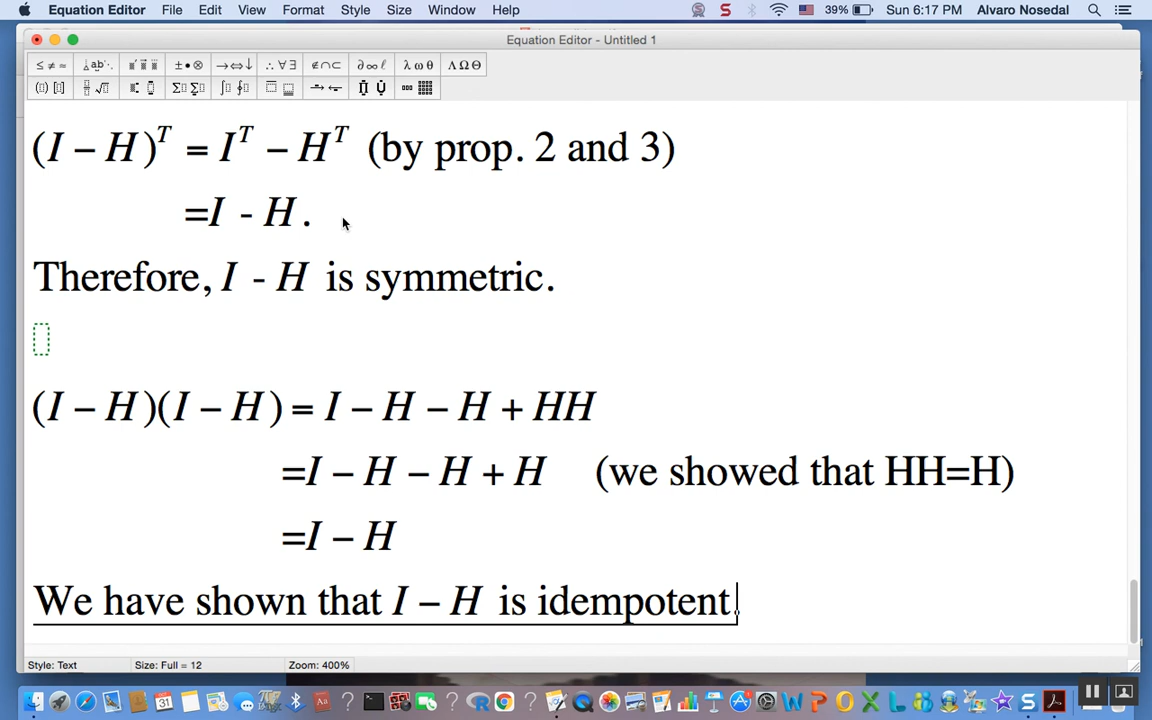 Equation Editor File Edit View Format Style Size Window Help 39% Sun 6:17 PM Alvaro Nosedal
Equation Editor - Untitled 1
(I − H)^T = I^T − H^T (by prop. 2 and 3)
=I - H.
Therefore, I - H is symmetric.
(I − H)(I − H) = I − H − H + HH
=I − H − H + H (we showed that HH=H)
=I − H
We have shown that I − H is idempotent.
Style: Text Size: Full = 12 Zoom: 400%